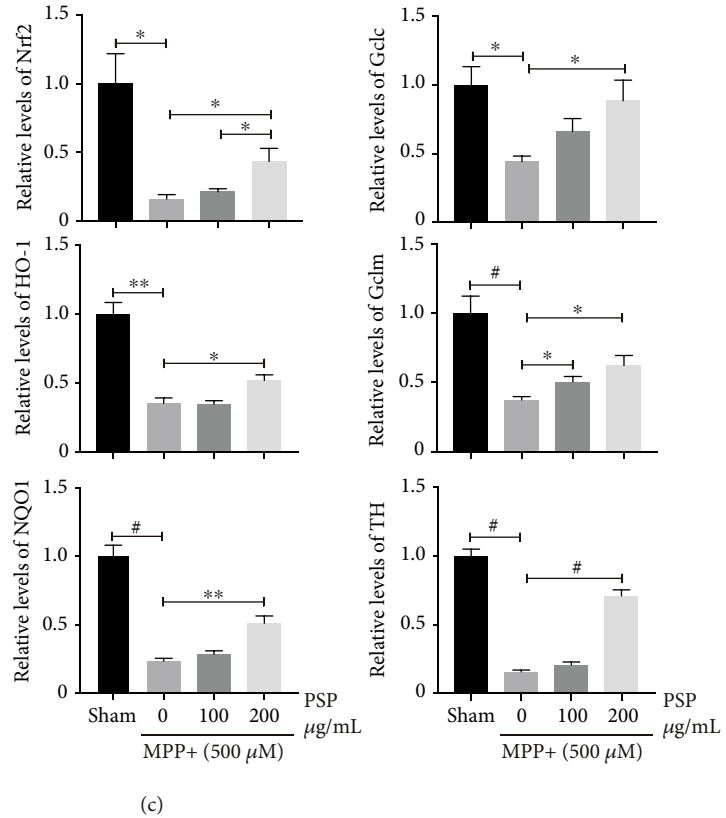 Relative levels of Nrf2
1.5
1.0
0.5
0
*
*
*
Relative levels of Gclc
1.5
1.0
0.5
0
*
*
Relative levels of HO-1
1.5
1.0
0.5
0
**
*
Relative levels of Gclm
1.5
1.0
0.5
0
#
*
*
Relative levels of NQO1
1.5
1.0
0.5
0
#
**
Relative levels of TH
1.5
1.0
0.5
0
#
#
Sham 0 100 200 PSP
μg/mL
MPP+ (500 μM)
Sham 0 100 200 PSP
μg/mL
MPP+ (500 μM)
(c)